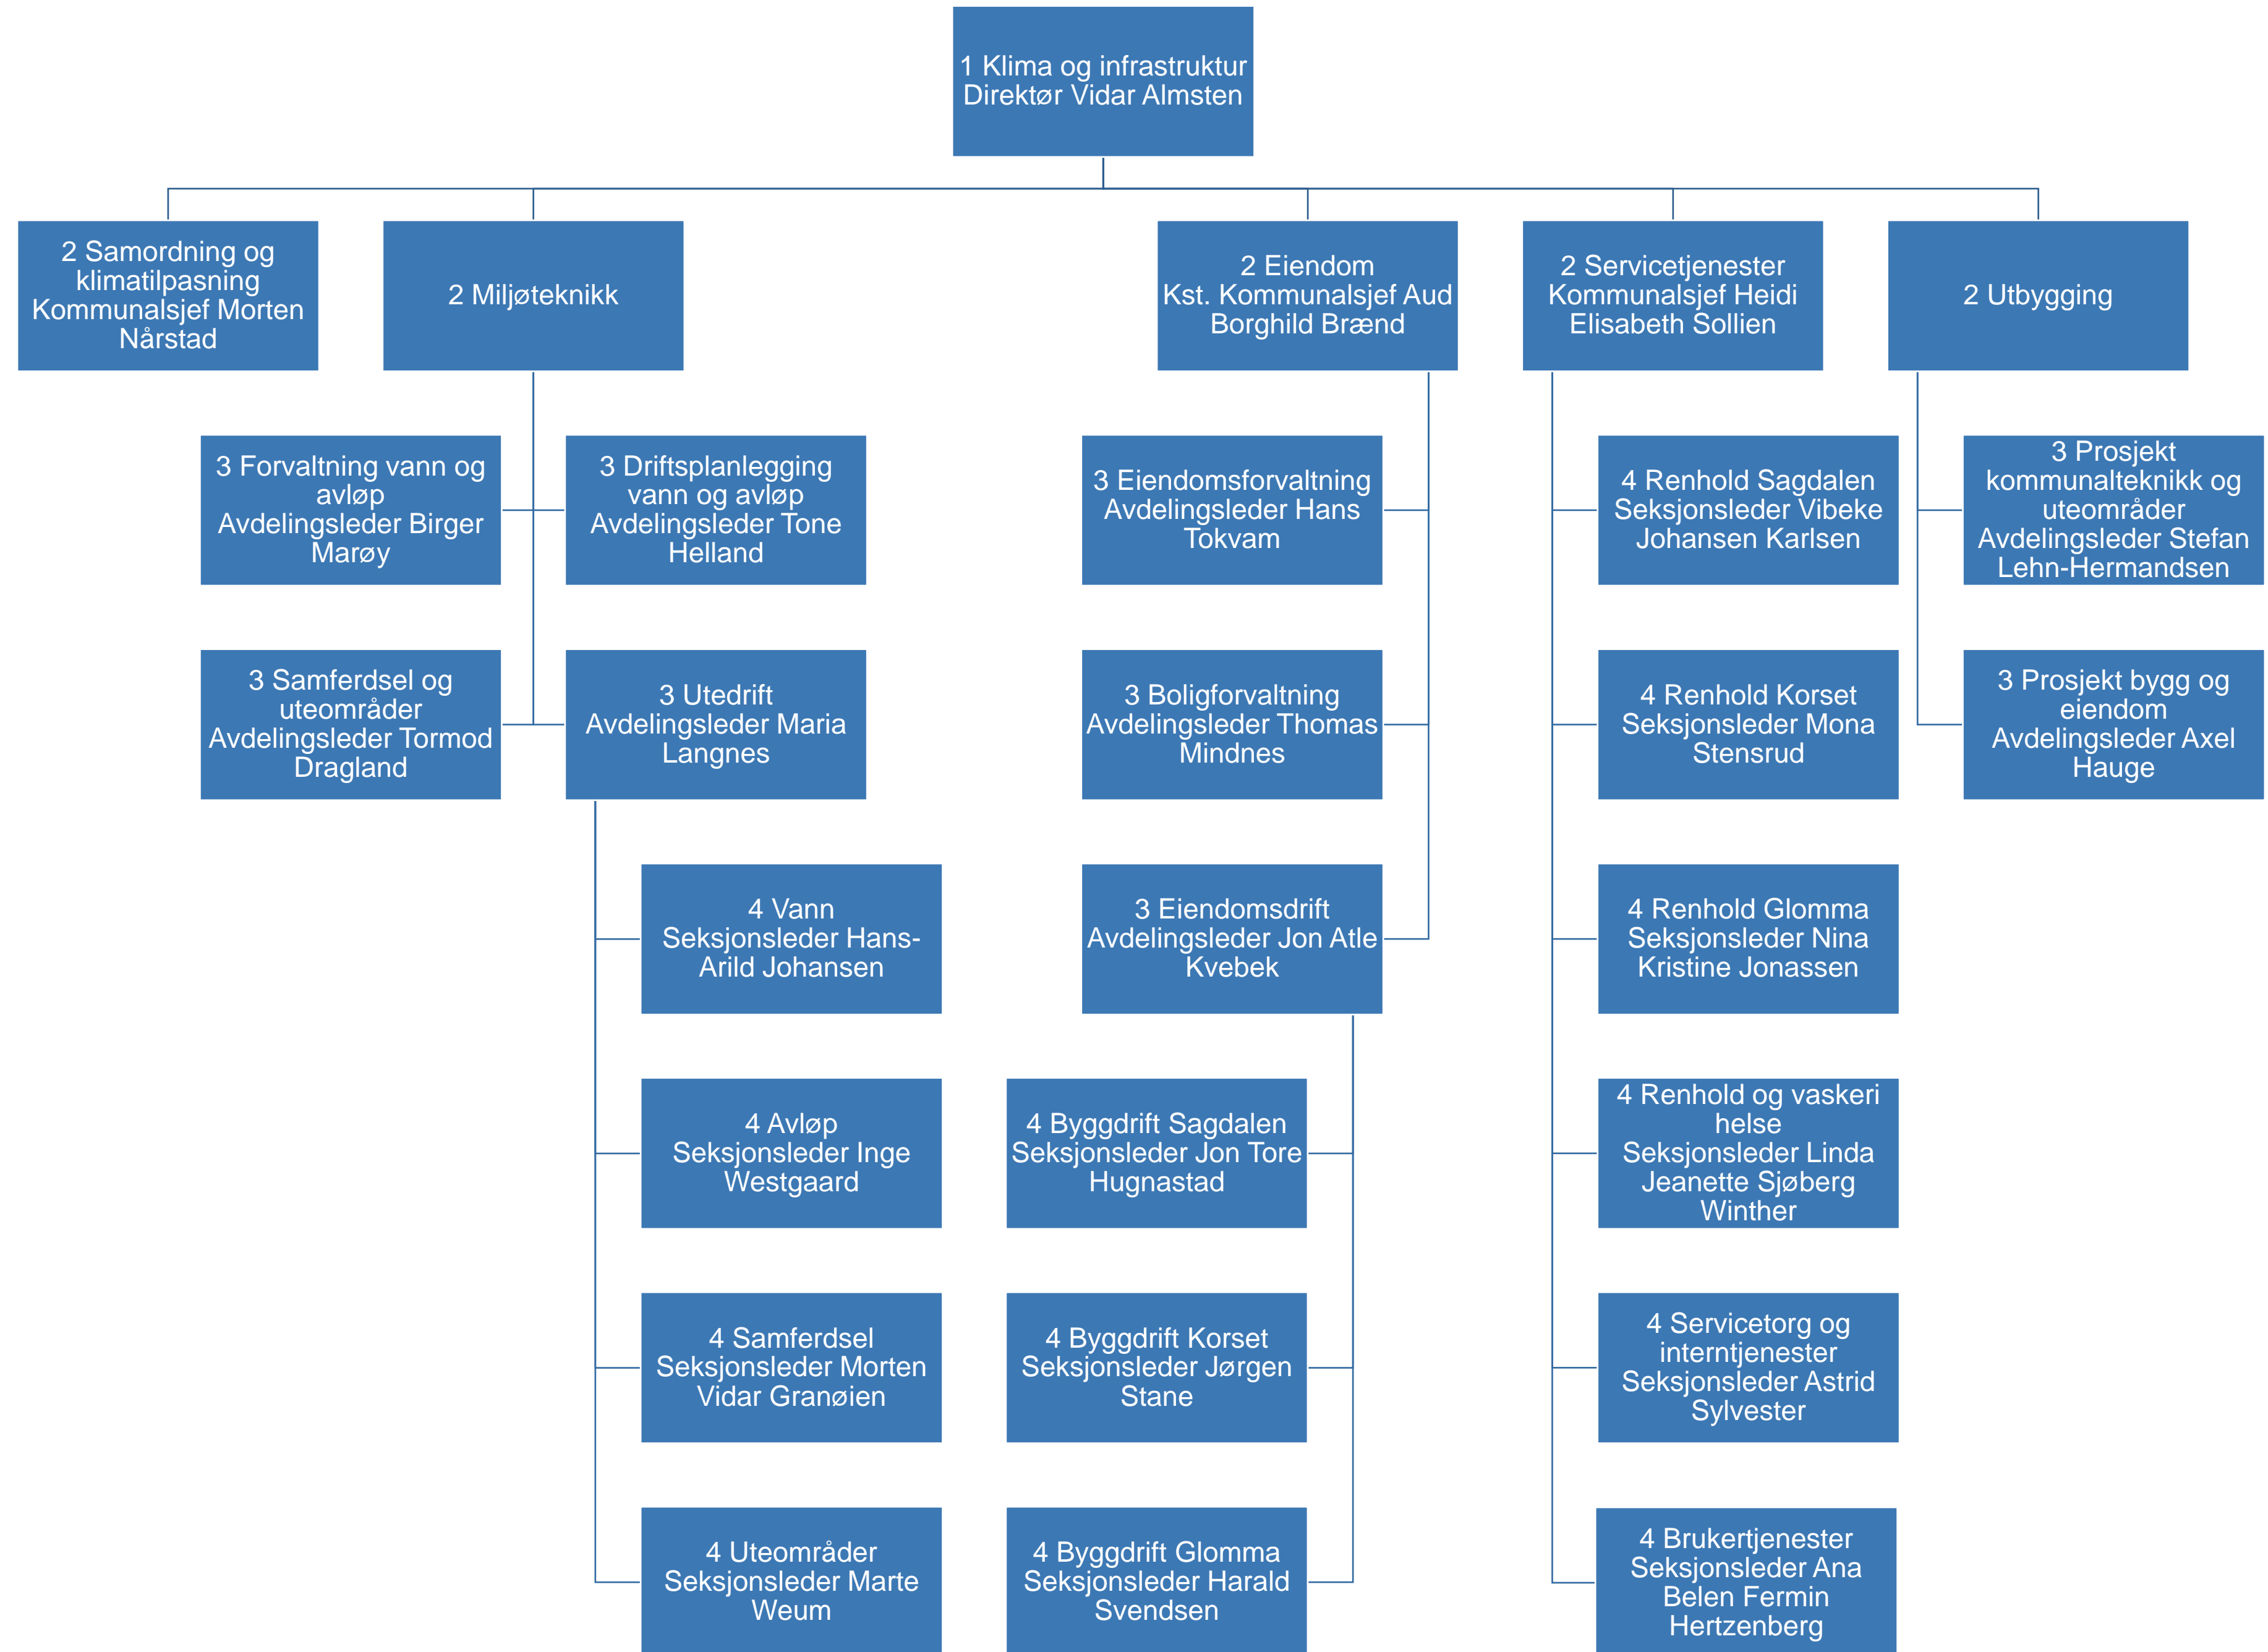 1 Klima og infrastruktur
Direktør Vidar Almsten
2 Samordning og
klimatilpasning
Kommunalsjef Morten
Nårstad
2 Miljøteknikk
2 Eiendom
Kst. Kommunalsjef Aud
Borghild Brænd
2 Servicetjenester
Kommunalsjef Heidi
Elisabeth Sollien
2 Utbygging
3 Forvaltning vann og
avløp
Avdelingsleder Birger
Marøy
3 Driftsplanlegging
vann og avløp
Avdelingsleder Tone
Helland
3 Eiendomsforvaltning
Avdelingsleder Hans
Tokvam
4 Renhold Sagdalen
Seksjonsleder Vibeke
Johansen Karlsen
3 Prosjekt
kommunalteknikk og
uteområder
Avdelingsleder Stefan
Lehn-Hermandsen
3 Samferdsel og
uteområder
Avdelingsleder Tormod
Dragland
3 Utedrift
Avdelingsleder Maria
Langnes
3 Boligforvaltning
Avdelingsleder Thomas
Mindnes
4 Renhold Korset
Seksjonsleder Mona
Stensrud
3 Prosjekt bygg og
eiendom
Avdelingsleder Axel
Hauge
4 Vann
Seksjonsleder Hans-
Arild Johansen
3 Eiendomsdrift
Avdelingsleder Jon Atle
Kvebek
4 Renhold Glomma
Seksjonsleder Nina
Kristine Jonassen
4 Avløp
Seksjonsleder Inge
Westgaard
4 Byggdrift Sagdalen
Seksjonsleder Jon Tore
Hugnastad
4 Renhold og vaskeri
helse
Seksjonsleder Linda
Jeanette Sjøberg
Winther
4 Samferdsel
Seksjonsleder Morten
Vidar Granøien
4 Byggdrift Korset
Seksjonsleder Jørgen
Stane
4 Servicetorg og
interntjenester
Seksjonsleder Astrid
Sylvester
4 Uteområder
Seksjonsleder Marte
Weum
4 Byggdrift Glomma
Seksjonsleder Harald
Svendsen
4 Brukertjenester
Seksjonsleder Ana
Belen Fermin
Hertzenberg